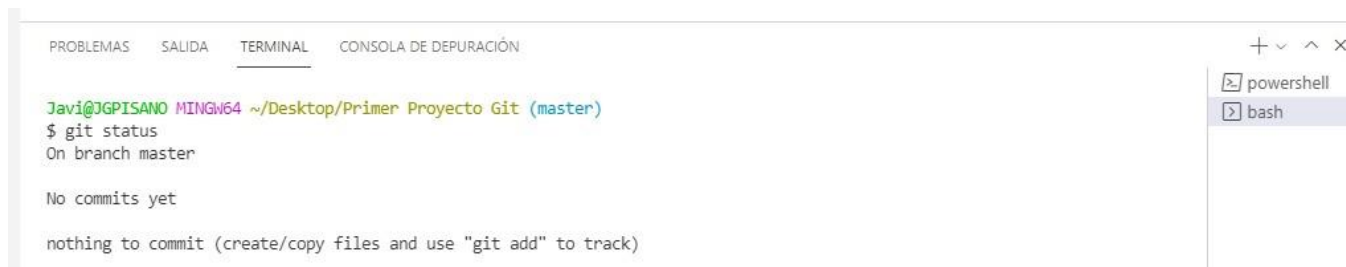 PROBLEMAS SALIDA TERMINAL CONSOLA DE DEPURACIÓN
powershell
bash
Javi@JGPISANO MINGW64 ~/Desktop/Primer Proyecto Git (master)
$ git status
On branch master
No commits yet
nothing to commit (create/copy files and use "git add" to track)